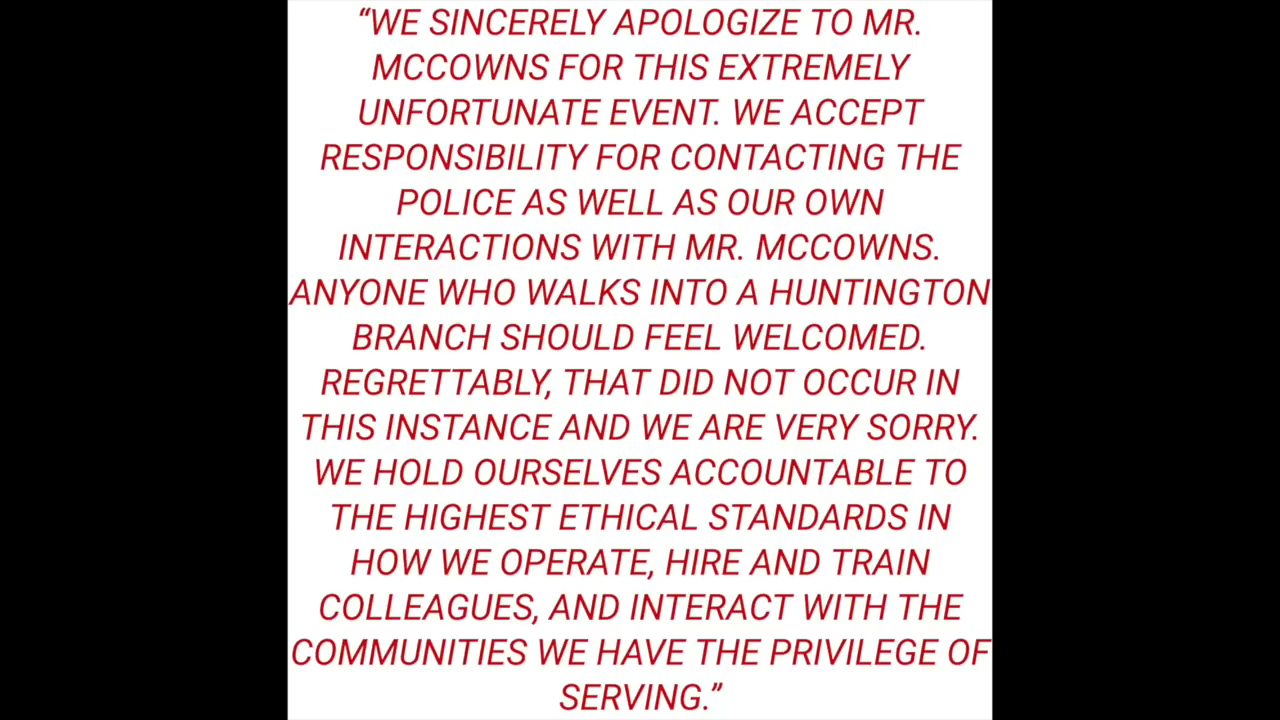 “WE SINCERELY APOLOGIZE TO MR.
MCCOWNS FOR THIS EXTREMELY
UNFORTUNATE EVENT. WE ACCEPT
RESPONSIBILITY FOR CONTACTING THE
POLICE AS WELL AS OUR OWN
INTERACTIONS WITH MR. MCCOWNS.
ANYONE WHO WALKS INTO A HUNTINGTON
BRANCH SHOULD FEEL WELCOMED.
REGRETTABLY, THAT DID NOT OCCUR IN
THIS INSTANCE AND WE ARE VERY SORRY.
WE HOLD OURSELVES ACCOUNTABLE TO
THE HIGHEST ETHICAL STANDARDS IN
HOW WE OPERATE, HIRE AND TRAIN
COLLEAGUES, AND INTERACT WITH THE
COMMUNITIES WE HAVE THE PRIVILEGE OF
SERVING.”